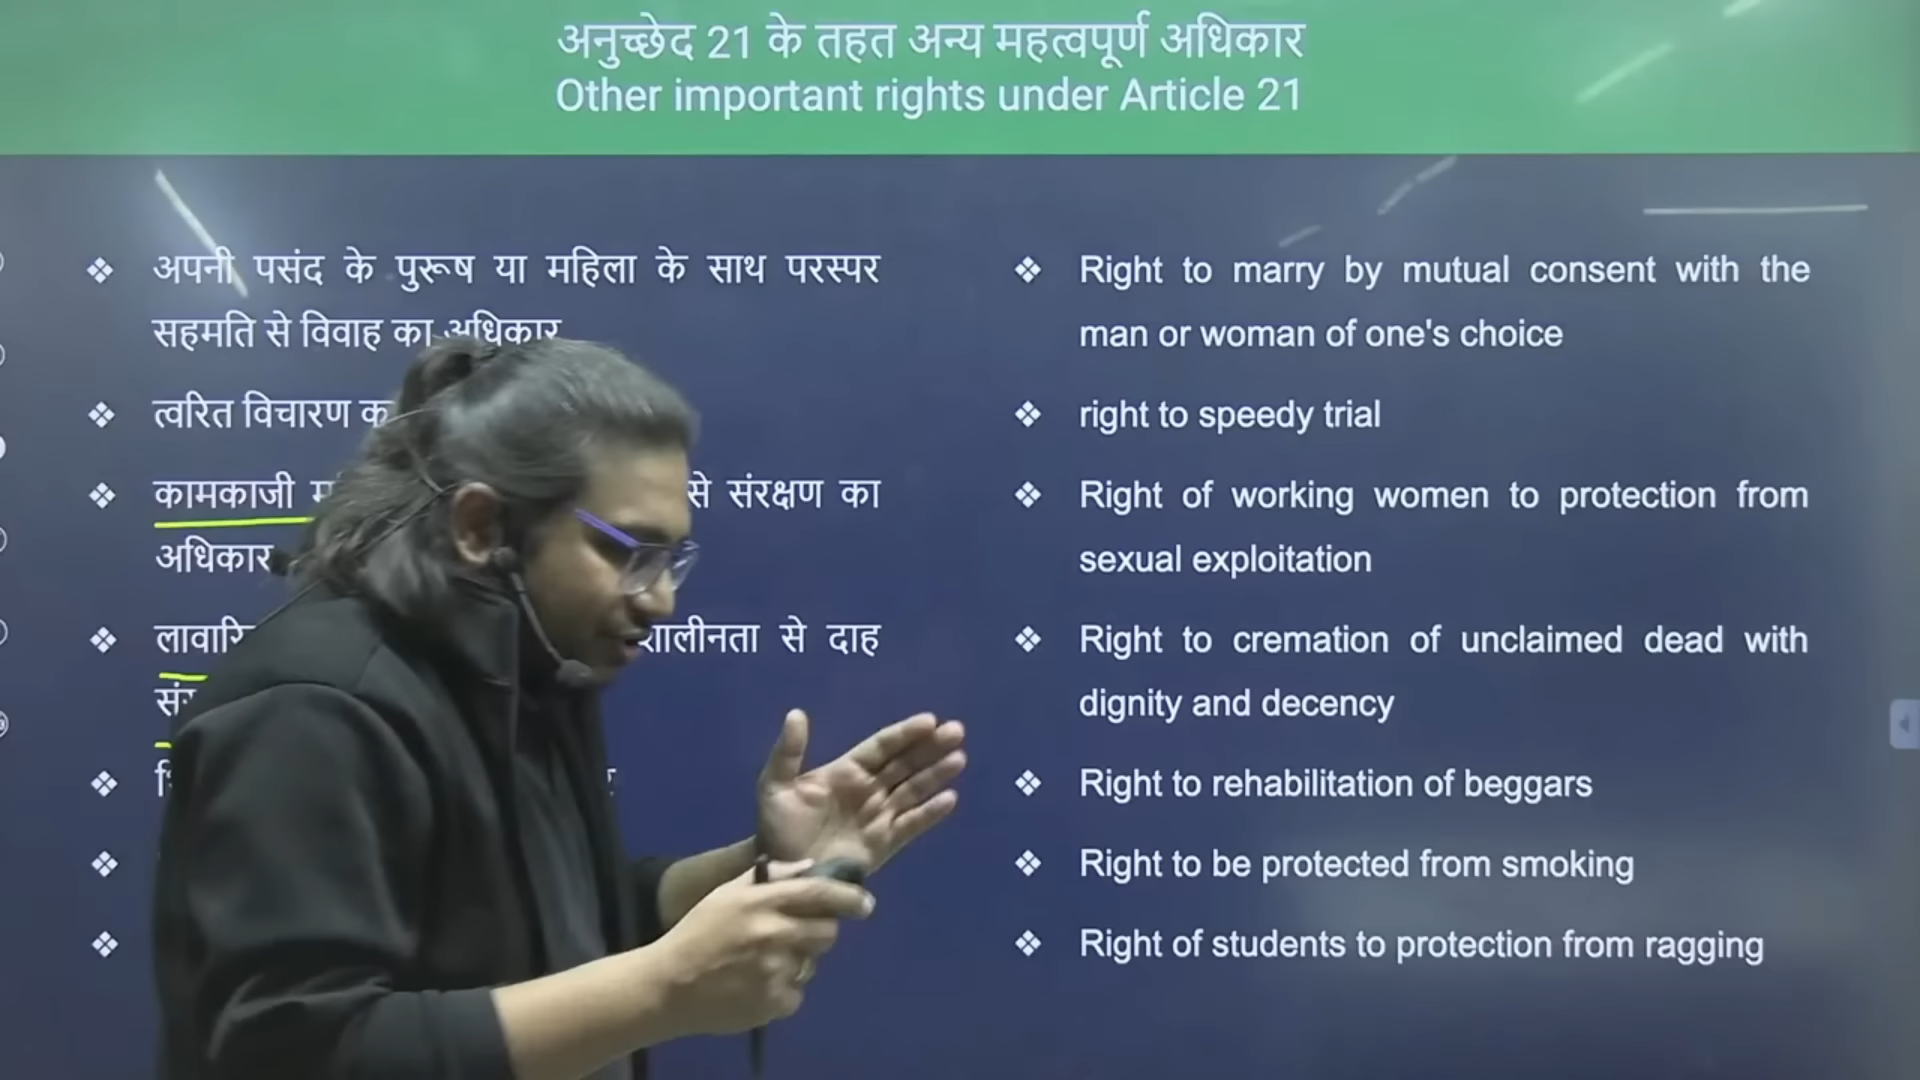 अनुच्छेद 21 के तहत अन्य महत्वपूर्ण अधिकार
Other important rights under Article 21
अपनी पसंद के पुरूष या महिला के साथ परस्पर
सहमति से विवाह का अधिकार
त्वरित विचारण
कामकाजी से संरक्षण का
अधिकार
शालीनता से दाह
Right to marry by mutual consent with the
man or woman of one's choice
right to speedy trial
Right of working women to protection from
sexual exploitation
Right to cremation of unclaimed dead with
dignity and decency
Right to rehabilitation of beggars
Right to be protected from smoking
Right of students to protection from ragging